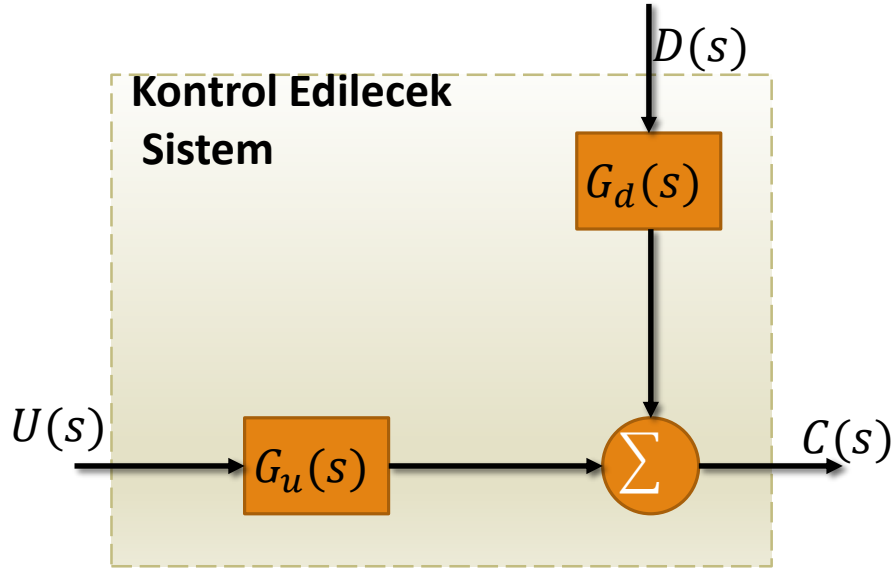 D(s)
Kontrol Edilecek
Sistem
G_d(s)
U(s)
G_u(s)
∑
C(s)